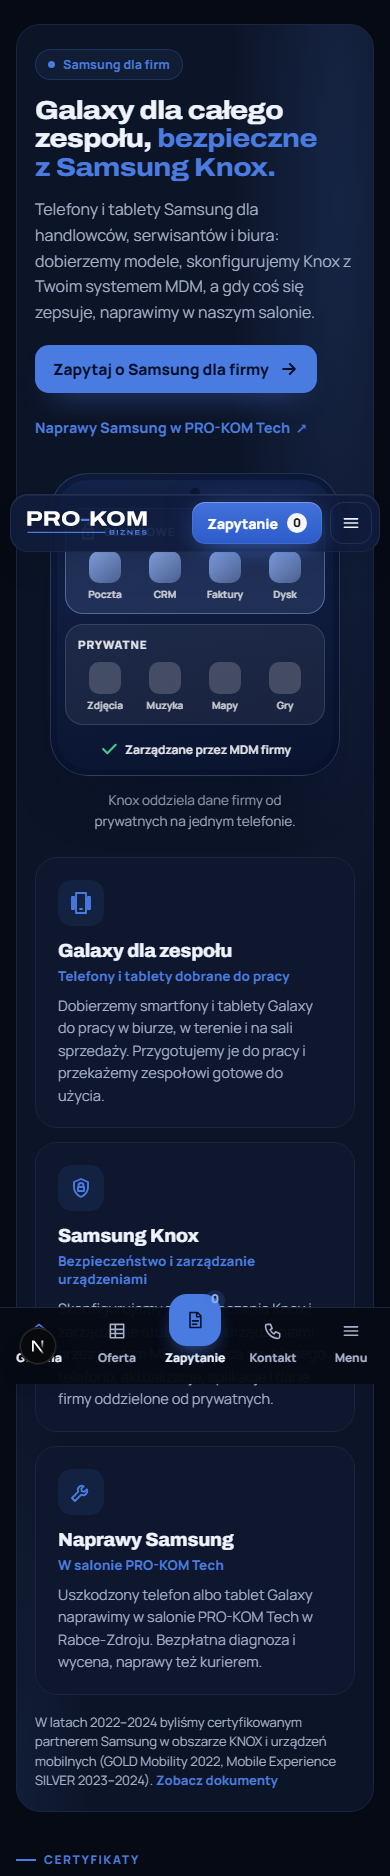 Samsung dla firm
Galaxy dla całego
zespołu, bezpieczne
z Samsung Knox.
Telefony i tablety Samsung dla
handlowców, serwisantów i biura:
dobierzemy modele, skonfigurujemy Knox z
Twoim systemem MDM, a gdy coś się
zepsuje, naprawimy w naszym salonie.
Zapytaj o Samsung dla firmy →
Naprawy Samsung w PRO-KOM Tech ↗
PRO-KOM
BIZNES
Zapytanie 0
Poczta CRM Faktury Dysk
PRYWATNE
Zdjęcia Muzyka Mapy Gry
Zarządzane przez MDM firmy
Knox oddziela dane firmy od
prywatnych na jednym telefonie.
Galaxy dla zespołu
Telefony i tablety dobrane do pracy
Dobierzemy smartfony i tablety Galaxy
do pracy w biurze, w terenie i na sali
sprzedaży. Przygotujemy je do pracy i
przekażemy zespołowi gotowe do
użycia.
Samsung Knox
Bezpieczeństwo i zarządzanie
urządzeniami
0
N
Oferta Zapytanie Kontakt Menu
firmy oddzielone od prywatnych.
Naprawy Samsung
W salonie PRO-KOM Tech
Uszkodzony telefon albo tablet Galaxy
naprawimy w salonie PRO-KOM Tech w
Rabce-Zdroju. Bezpłatna diagnoza i
wycena, naprawy też kurierem.
W latach 2022–2024 byliśmy certyfikowanym
partnerem Samsung w obszarze KNOX i urządzeń
mobilnych (GOLD Mobility 2022, Mobile Experience
SILVER 2023–2024). Zobacz dokumenty
CERTYFIKATY